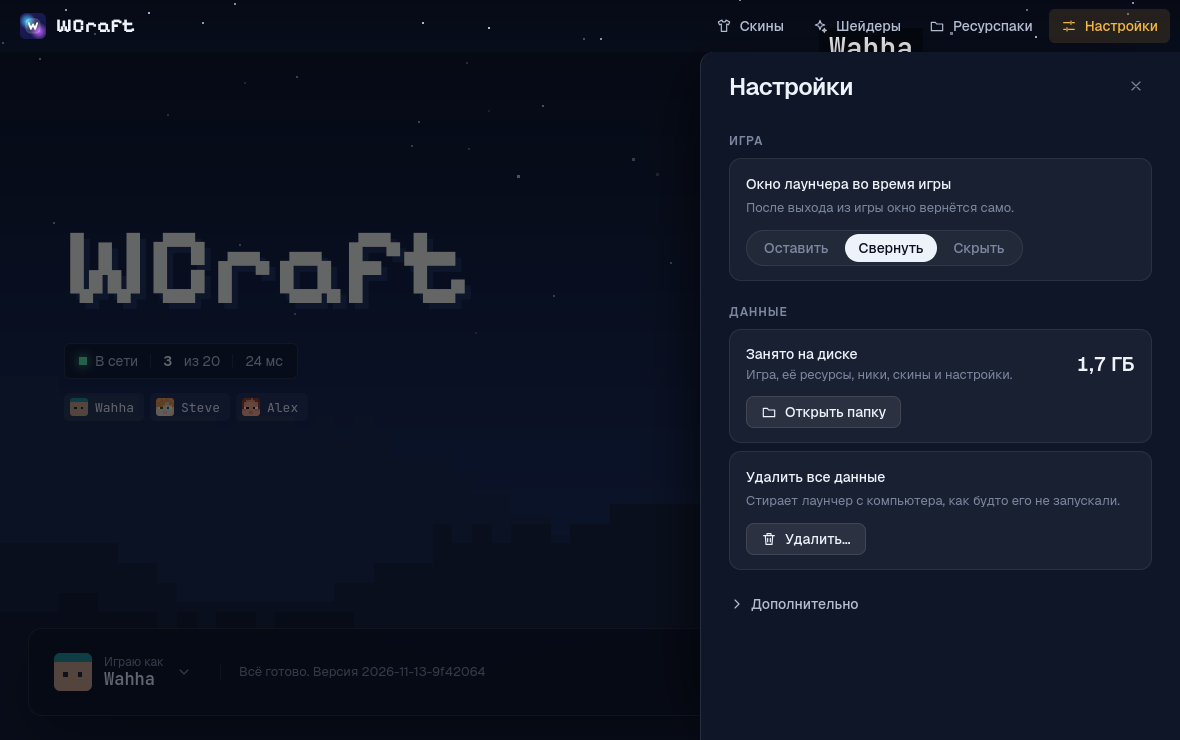 WCraft
Скины
Шейдеры
Ресурспаки
Настройки
Wahha
Настройки
ИГРА
Окно лаунчера во время игры
После выхода из игры окно вернётся само.
Оставить
Свернуть
Скрыть
WCraft
ДАННЫЕ
Занято на диске
Игра, её ресурсы, ники, скины и настройки.
1,7 ГБ
Открыть папку
В сети
3 из 20
24 мс
Wahha
Steve
Alex
Удалить все данные
Стирает лаунчер с компьютера, как будто его не запускали.
Удалить…
Дополнительно
Играю как
Wahha
Всё готово. Версия 2026-11-13-9f42064